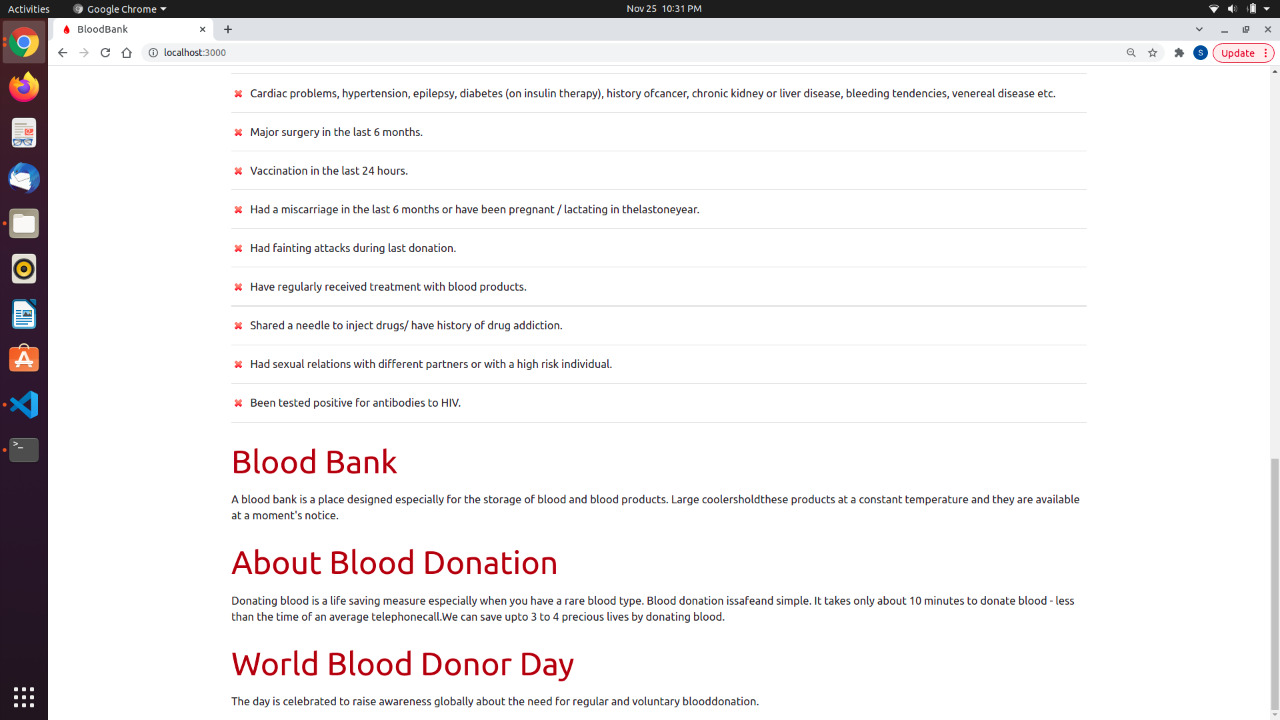 Activities
Google Chrome
Nov 25 10:31 PM
BloodBank
localhost:3000
S
Update
Cardiac problems, hypertension, epilepsy, diabetes (on insulin therapy), history ofcancer, chronic kidney or liver disease, bleeding tendencies, venereal disease etc.
Major surgery in the last 6 months.
Vaccination in the last 24 hours.
Had a miscarriage in the last 6 months or have been pregnant / lactating in thelastoneyear.
Had fainting attacks during last donation.
Have regularly received treatment with blood products.
Shared a needle to inject drugs/ have history of drug addiction.
Had sexual relations with different partners or with a high risk individual.
Been tested positive for antibodies to HIV.
Blood Bank
A blood bank is a place designed especially for the storage of blood and blood products. Large coolersholdthese products at a constant temperature and they are available
at a moment's notice.
About Blood Donation
Donating blood is a life saving measure especially when you have a rare blood type. Blood donation issafeand simple. It takes only about 10 minutes to donate blood - less
than the time of an average telephonecall.We can save upto 3 to 4 precious lives by donating blood.
World Blood Donor Day
The day is celebrated to raise awareness globally about the need for regular and voluntary blooddonation.